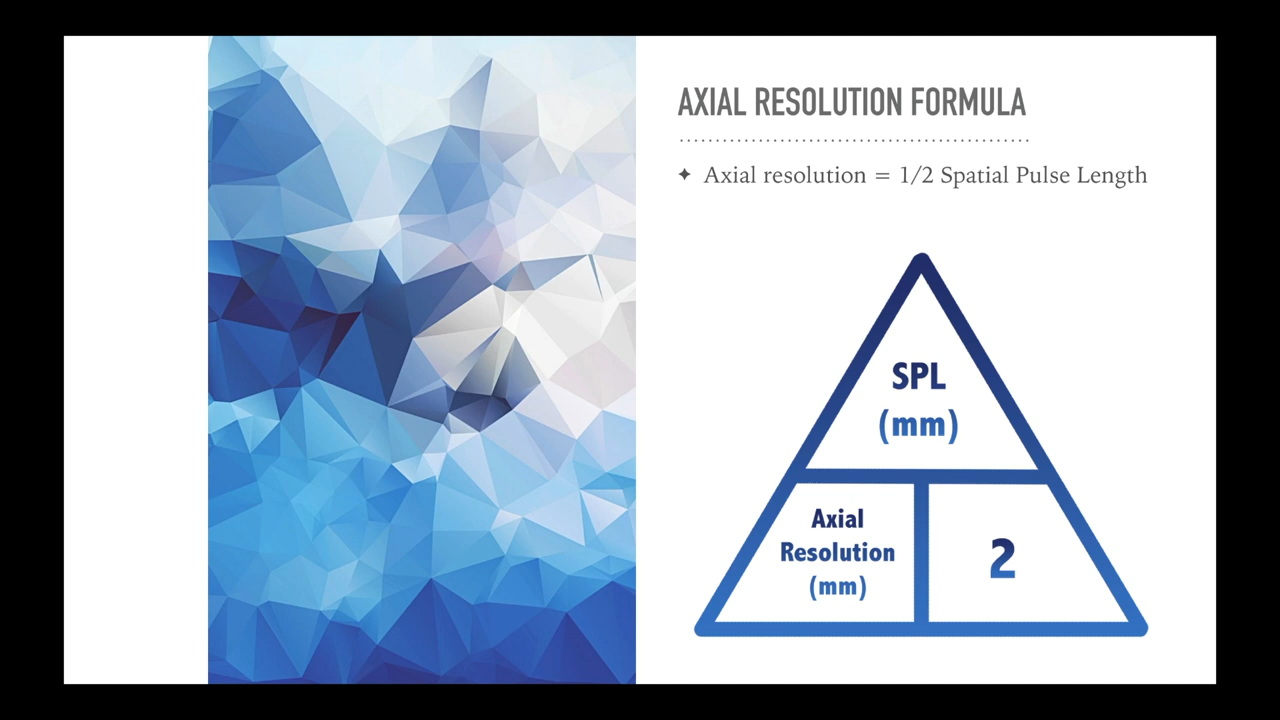 AXIAL RESOLUTION FORMULA
✦ Axial resolution = 1/2 Spatial Pulse Length
SPL
(mm)
Axial
Resolution
(mm)
2